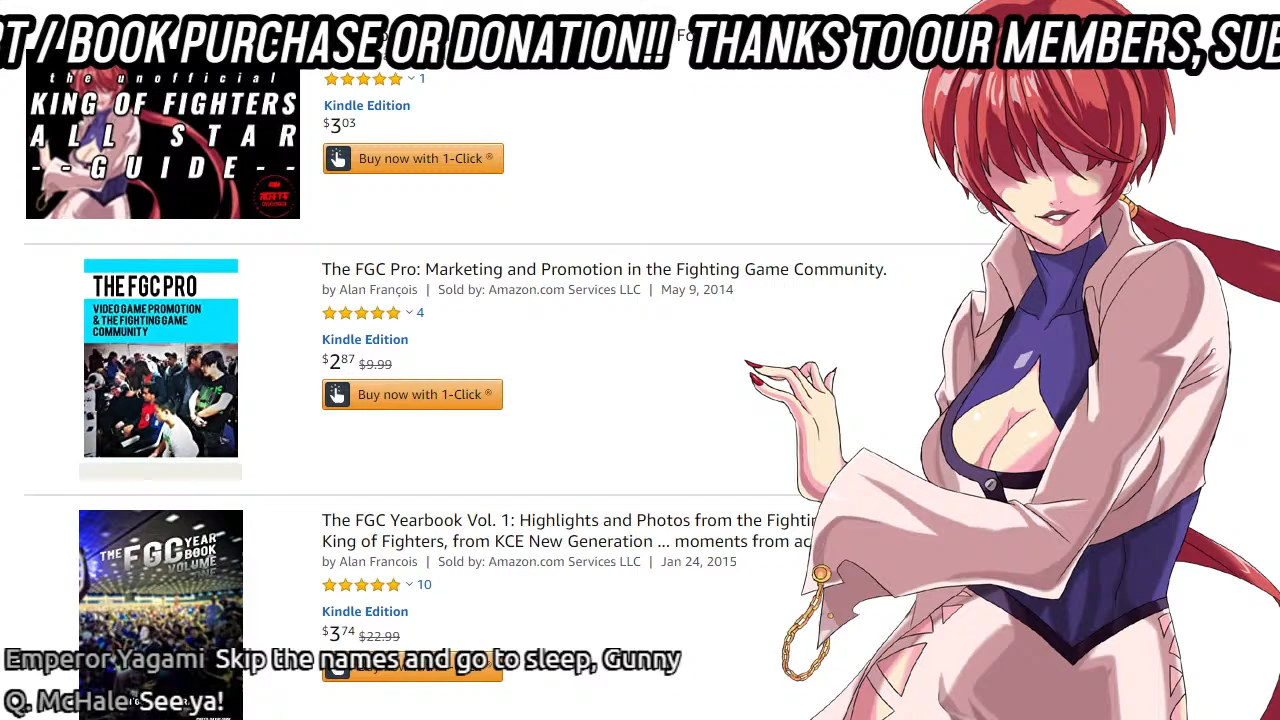 RT / BOOK PURCHASE OR DONATION!! THANKS TO OUR MEMBERS, SUB
the unofficial
KING OF FIGHTERS
ALL STAR
--GUIDE--
1
Kindle Edition
$3.03
Buy now with 1-Click ®
THE FGC PRO
VIDEO GAME PROMOTION
& THE FIGHTING GAME
COMMUNITY
The FGC Pro: Marketing and Promotion in the Fighting Game Community.
by Alan François | Sold by: Amazon.com Services LLC | May 9, 2014
4
Kindle Edition
$2.87 $9.99
Buy now with 1-Click ®
THE FGC YEAR
BOOK
VOLUME
ONE
The FGC Yearbook Vol. 1: Highlights and Photos from the Fightin
King of Fighters, from KCE New Generation ... moments from ac
by Alan Francois | Sold by: Amazon.com Services LLC | Jan 24, 2015
10
Kindle Edition
$3.74 $22.99
Emperor Yagami Skip the names and go to sleep, Gunny
Q. McHale See ya!